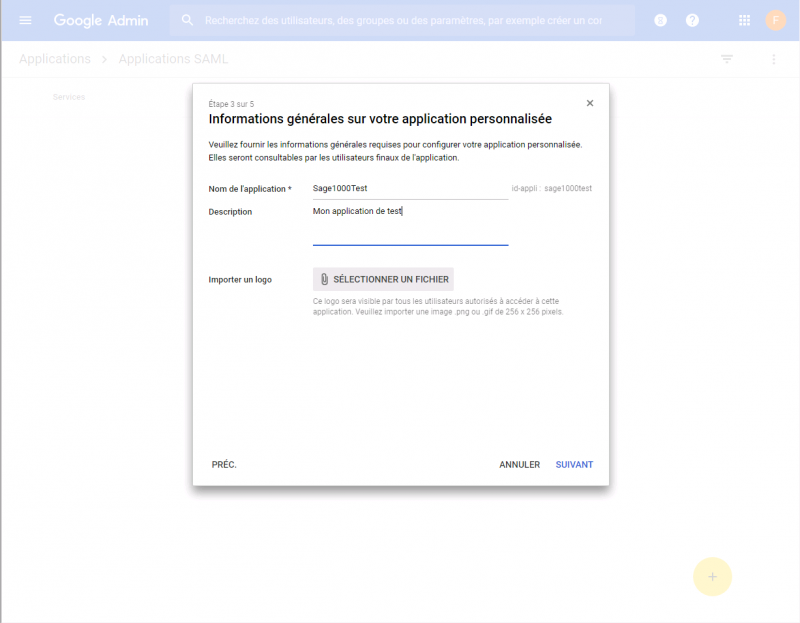 Google Admin
Recherchez des utilisateurs, des groupes ou des paramètres, par exemple créer un cor
8
?
F
Applications > Applications SAML
Services
Étape 3 sur 5
Informations générales sur votre application personnalisée
Veuillez fournir les informations générales requises pour configurer votre application personnalisée.
Elles seront consultables par les utilisateurs finaux de l'application.
Nom de l'application * Sage1000Test id-appli : sage1000test
Description Mon application de test
Importer un logo SÉLECTIONNER UN FICHIER
Ce logo sera visible par tous les utilisateurs autorisés à accéder à cette
application. Veuillez importer une image .png ou .gif de 256 x 256 pixels.
PRÉC. ANNULER SUIVANT